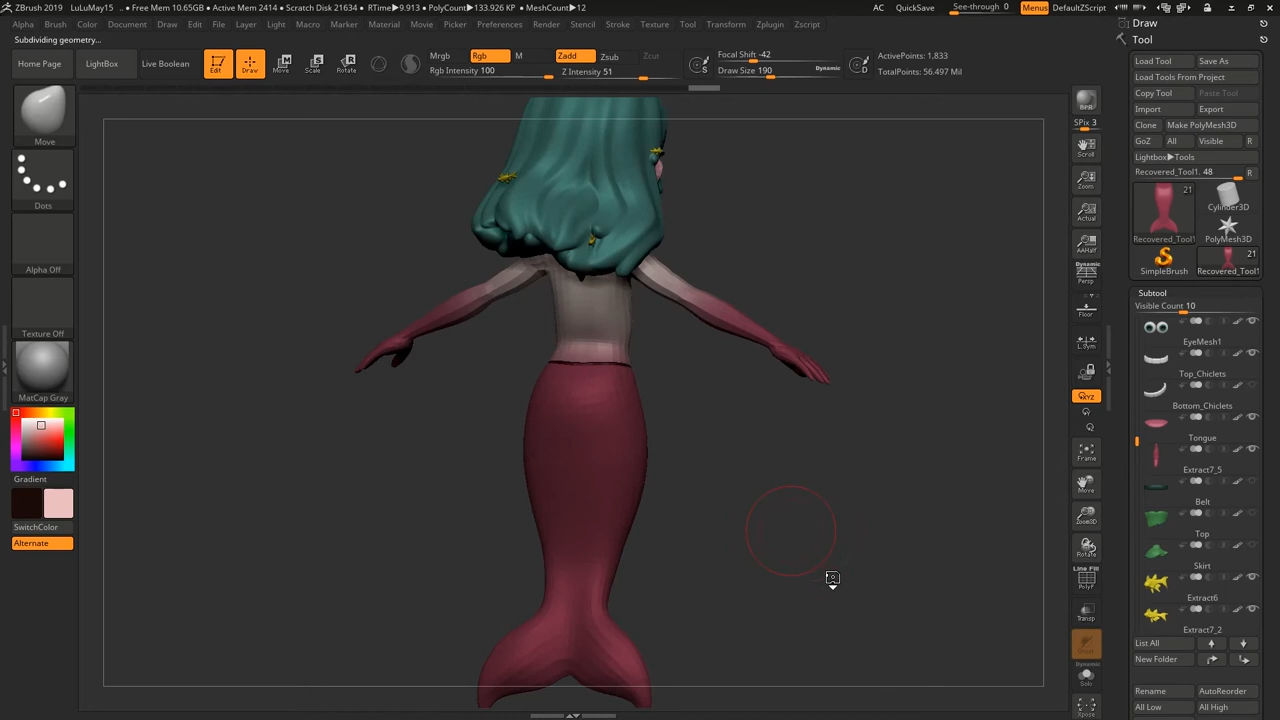 ZBrush 2019 LuLuMay15 • Free Mem 10.65GB • Active Mem 2414 • Scratch Disk 21634 • RTime▶9.913 • PolyCount▶133.926 KP • MeshCount▶12 AC QuickSave See-through 0 Menus DefaultZScript
Alpha Brush Color Document Draw Edit File Layer Light Macro Marker Material Movie Picker Preferences Render Stencil Stroke Texture Tool Transform Zplugin Zscript
Subdividing geometry...
Home Page LightBox Live Boolean
Edit Draw Move Scale Rotate
Mrgb Rgb M Zadd Zsub Zcut
Rgb Intensity 100 Z Intensity 51
Focal Shift -42
Draw Size 190 Dynamic
S D
ActivePoints: 1,833
TotalPoints: 56.497 Mil
Move
Dots
Alpha Off
Texture Off
MatCap Gray
Gradient
SwitchColor
Alternate
BPR
SPix 3
Scroll
Zoom
Actual
AAHalf
Dynamic
Persp
Floor
L.Sym
XYZ
Frame
Move
Zoom3D
Rotate
Line Fill
PolyF
Transp
Dynamic
Solo
Xpose
Draw
Tool
Load Tool Save As
Load Tools From Project
Copy Tool Paste Tool
Import Export
Clone Make PolyMesh3D
GoZ All Visible R
Lightbox▶Tools
Recovered_Tool1. 48 R
21
Cylinder3D
Recovered_Tool1 PolyMesh3D
21
SimpleBrush Recovered_Tool1
Subtool
Visible Count 10
EyeMesh1
Top_Chiclets
Bottom_Chiclets
Tongue
Extract7_5
Belt
Top
Skirt
Extract6
Extract7_2
List All
New Folder
Rename AutoReorder
All Low All High